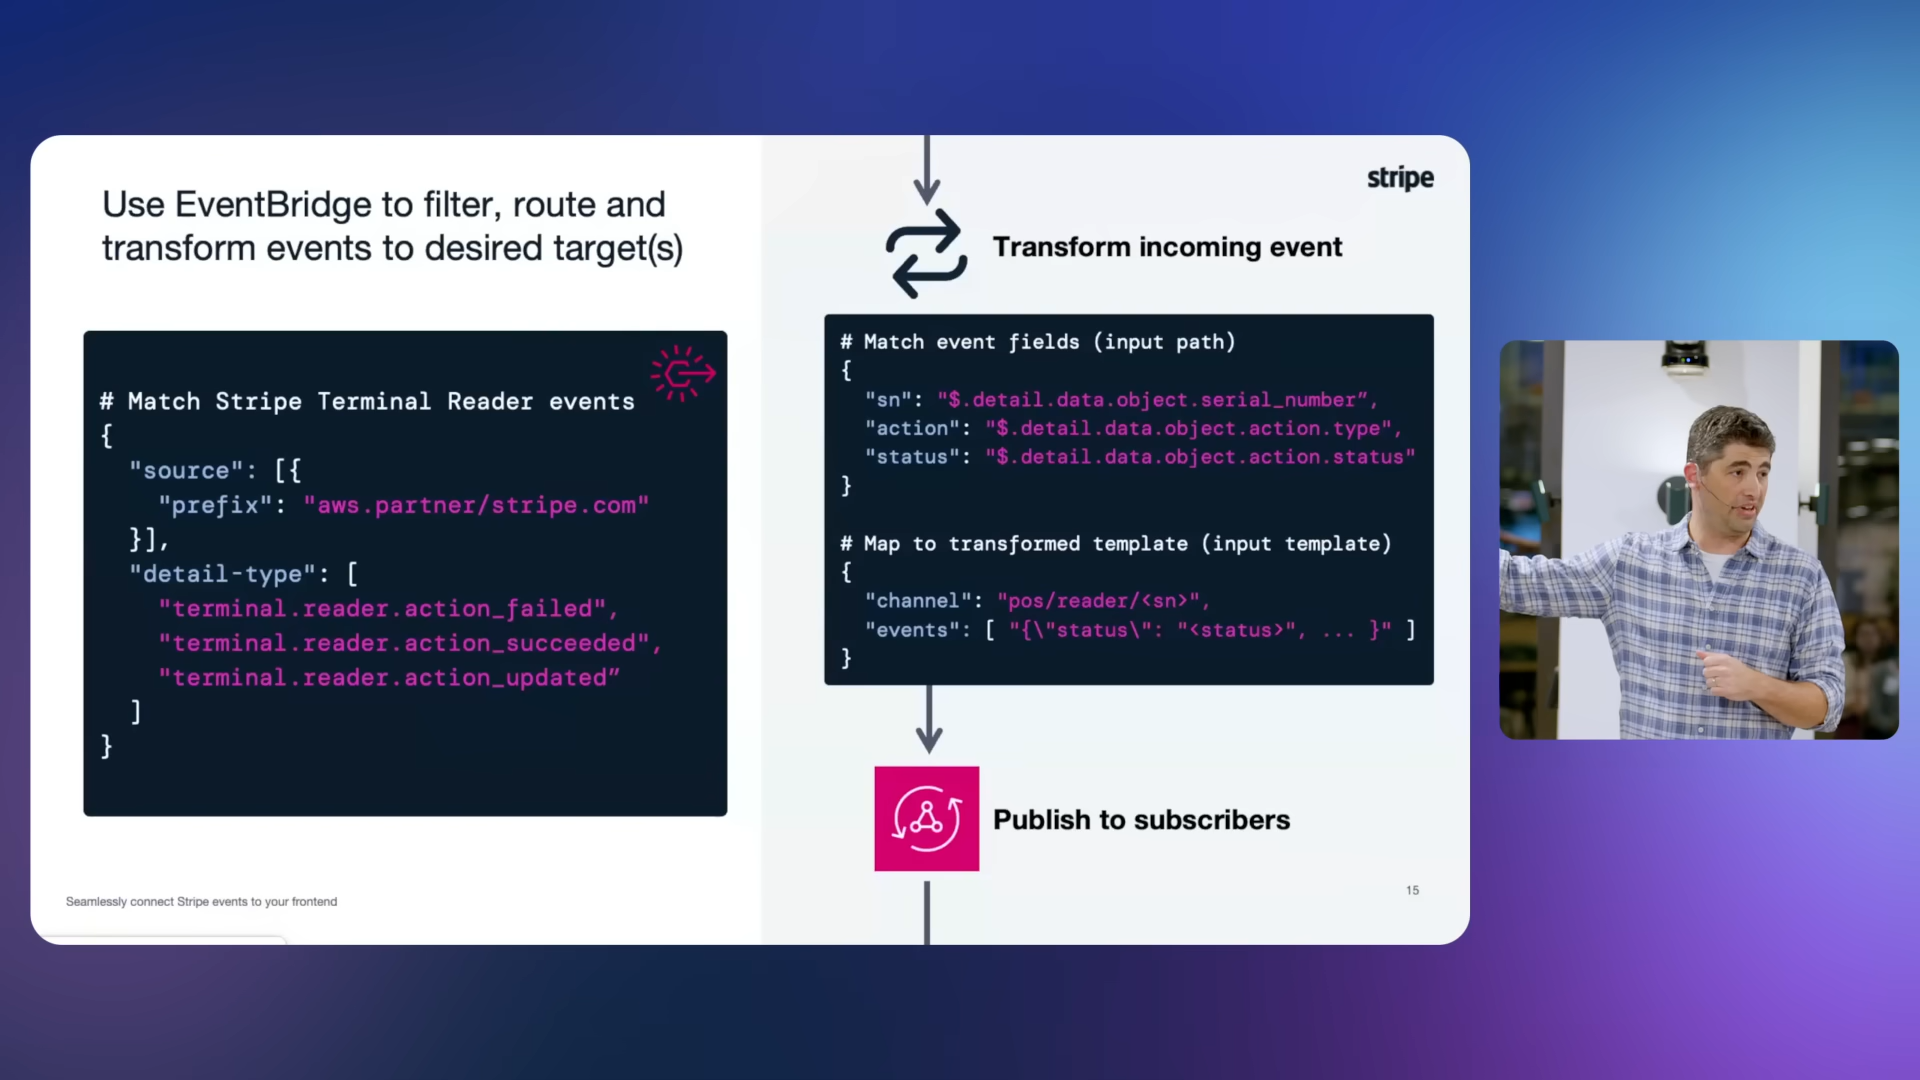 Use EventBridge to filter, route and
transform events to desired target(s)
# Match Stripe Terminal Reader events
{
"source": [{
"prefix": "aws.partner/stripe.com"
}],
"detail-type": [
"terminal.reader.action_failed",
"terminal.reader.action_succeeded",
"terminal.reader.action_updated”
]
}
Seamlessly connect Stripe events to your frontend
stripe
Transform incoming event
# Match event fields (input path)
{
"sn": "$.detail.data.object.serial_number”,
"action": "$.detail.data.object.action.type",
"status": "$.detail.data.object.action.status"
}
# Map to transformed template (input template)
{
"channel": "pos/reader/<sn>",
"events": [ "{\"status\": "<status>", ... }" ]
}
Publish to subscribers
15